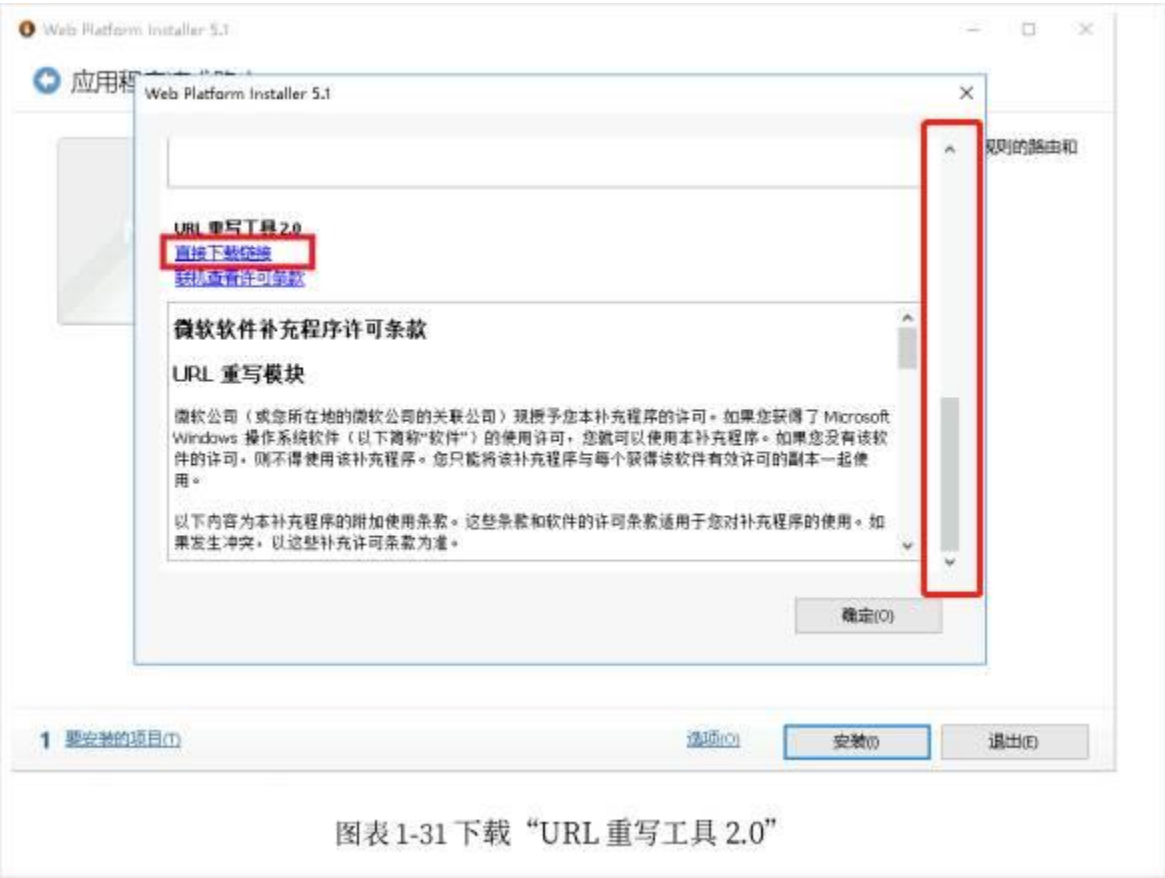 Web Platform Installer 5.1
应用程
Web Platform Installer 5.1
规则的路由和
URL 重写工具 2.0
直接下载链接
联机查看许可条款
微软软件补充程序许可条款
URL 重写模块
微软公司（或您所在地的微软公司的关联公司）现授予您本补充程序的许可。如果您获得了 Microsoft
Windows 操作系统软件（以下简称“软件”）的使用许可，您就可以使用本补充程序。如果您没有该软
件的许可，则不得使用该补充程序。您只能将该补充程序与每个获得该软件有效许可的副本一起使
用。
以下内容为本补充程序的附加使用条款。这些条款和软件的许可条款适用于您对补充程序的使用。如
果发生冲突，以这些补充许可条款为准。
确定(O)
1 要安装的项目(T)
选项(O)
安装(I)
退出(E)
图表 1-31 下载“URL 重写工具 2.0”